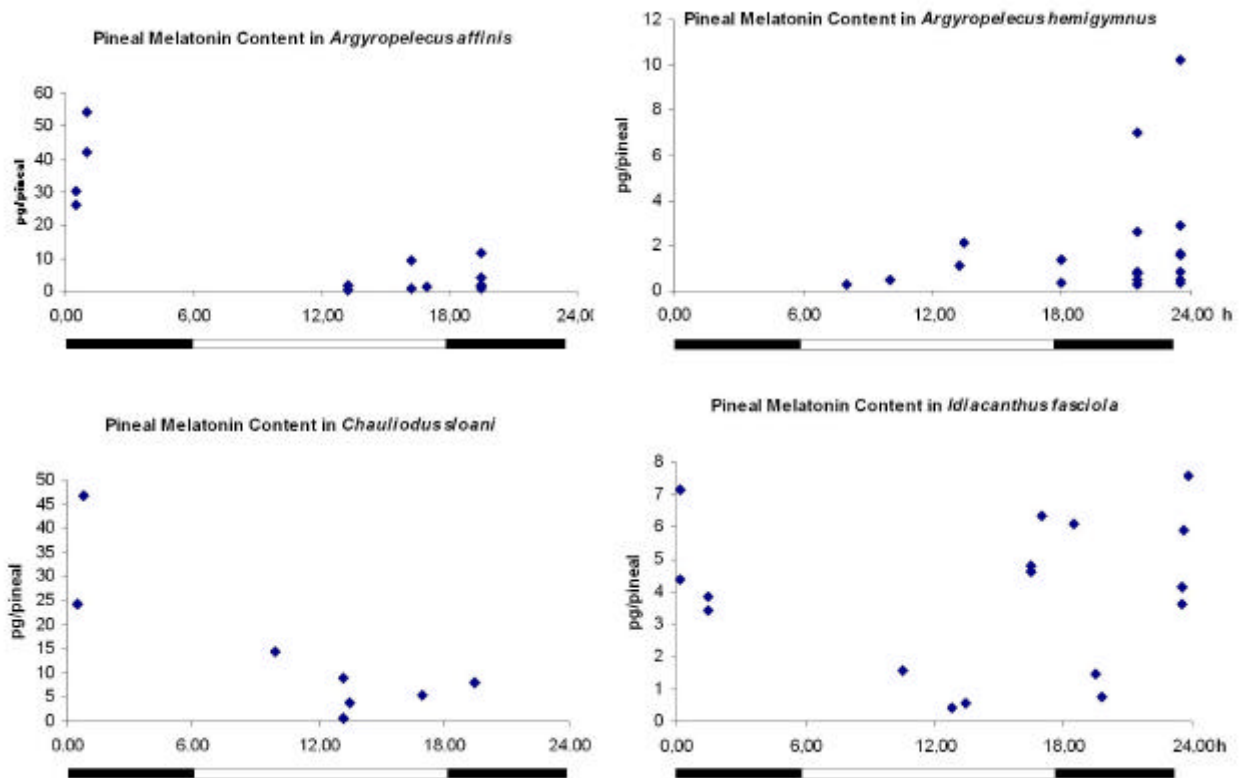 Pineal Melatonin Content in Argyropelecus affinis
pg/pineal
60
50
40
30
20
10
0
0,00 6,00 12,00 18,00 24,00
Pineal Melatonin Content in Argyropelecus hemigymnus
pg/pineal
12
10
8
6
4
2
0
0,00 6,00 12,00 18,00 24,00 h
Pineal Melatonin Content in Chauliodus sloani
pg/pineal
50
45
40
35
30
25
20
15
10
5
0
0,00 6,00 12,00 18,00 24,00
Pineal Melatonin Content in Idiacanthus fasciola
pg/pineal
8
7
6
5
4
3
2
1
0
0,00 6,00 12,00 18,00 24,00h